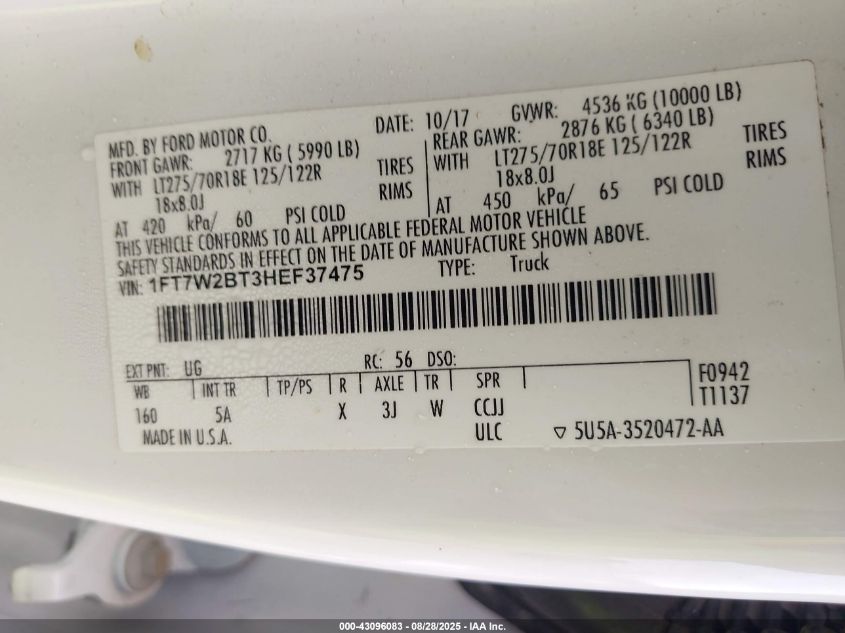 MFD. BY FORD MOTOR CO.
DATE: 10/17 GVWR: 4536 KG (10000 LB)
FRONT GAWR: 2717 KG ( 5990 LB)
REAR GAWR: 2876 KG ( 6340 LB)
WITH LT275/70R18E 125/122R TIRES
WITH LT275/70R18E 125/122R TIRES
18x8.0J RIMS
18x8.0J RIMS
AT 420 kPa/ 60 PSI COLD
AT 450 kPa/ 65 PSI COLD
THIS VEHICLE CONFORMS TO ALL APPLICABLE FEDERAL MOTOR VEHICLE
SAFETY STANDARDS IN EFFECT ON THE DATE OF MANUFACTURE SHOWN ABOVE.
VIN: 1FT7W2BT3HEF37475 TYPE: Truck
EXT PNT: UG RC: 56 DSO:
WB INT TR TP/PS R AXLE TR SPR F0942
160 5A X 3J W CCJJ T1137
MADE IN U.S.A. ULC ▽ 5U5A-3520472-AA
000-43096083 - 08/28/2025 - IAA Inc.